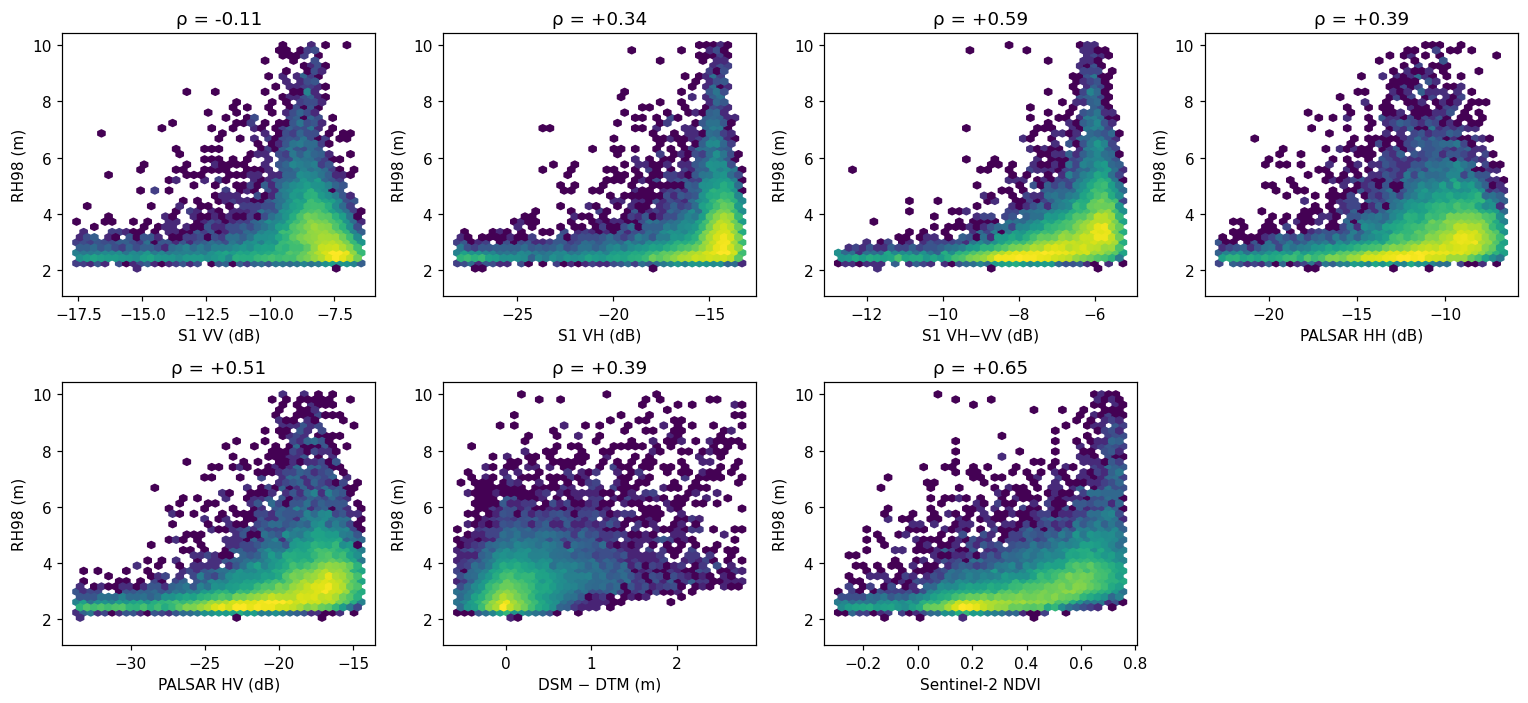 ρ = -0.11
ρ = +0.34
ρ = +0.59
ρ = +0.39
10
8
6
4
2
RH98 (m)
−17.5 −15.0 −12.5 −10.0 −7.5
S1 VV (dB)
10
8
6
4
2
RH98 (m)
−25 −20 −15
S1 VH (dB)
10
8
6
4
2
RH98 (m)
−12 −10 −8 −6
S1 VH−VV (dB)
10
8
6
4
2
RH98 (m)
−20 −15 −10
PALSAR HH (dB)
ρ = +0.51
ρ = +0.39
ρ = +0.65
10
8
6
4
2
RH98 (m)
−30 −25 −20 −15
PALSAR HV (dB)
10
8
6
4
2
RH98 (m)
0 1 2
DSM − DTM (m)
10
8
6
4
2
RH98 (m)
−0.2 0.0 0.2 0.4 0.6 0.8
Sentinel-2 NDVI